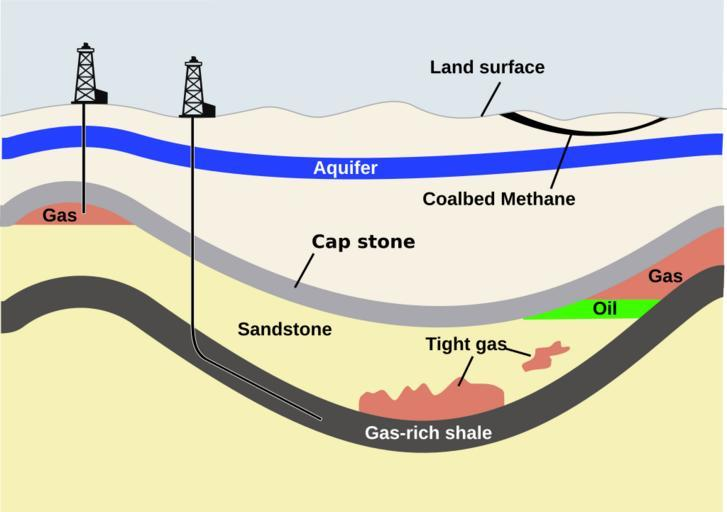 Land surface
Aquifer
Coalbed Methane
Gas
Cap stone
Gas
Oil
Sandstone
Tight gas
Gas-rich shale